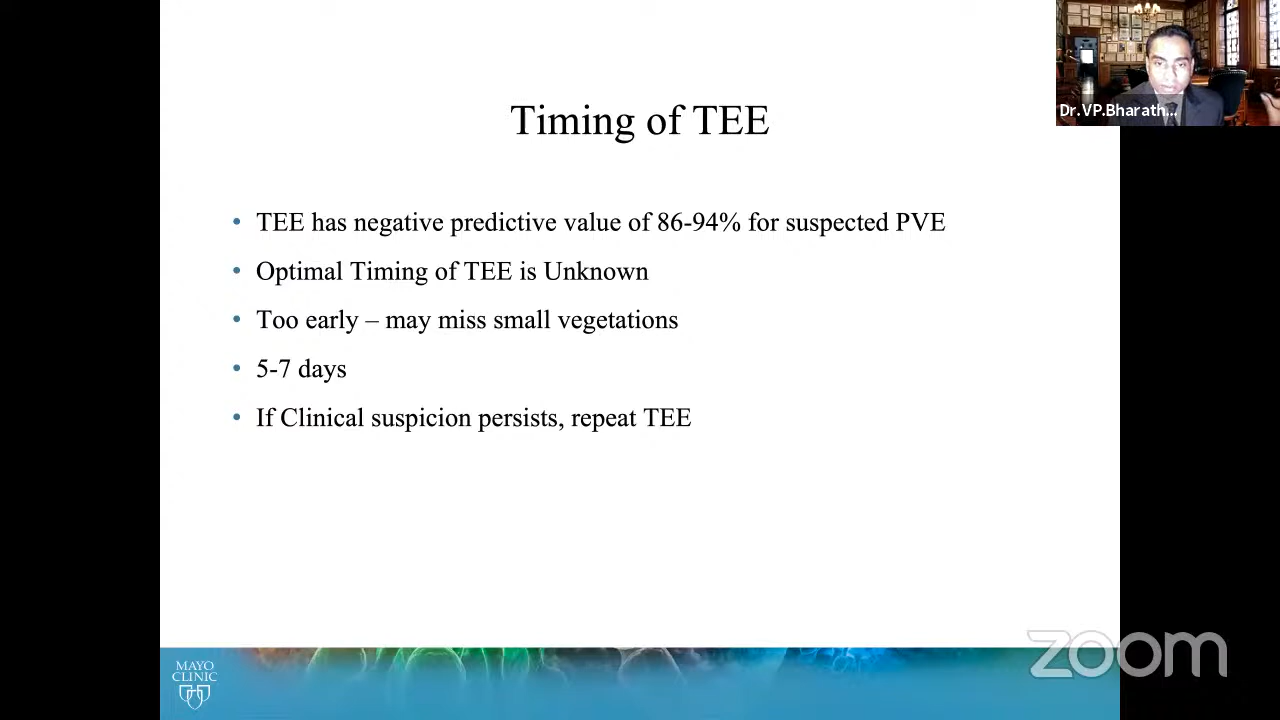 Dr.VP.Bharath...
Timing of TEE
• TEE has negative predictive value of 86-94% for suspected PVE
• Optimal Timing of TEE is Unknown
• Too early – may miss small vegetations
• 5-7 days
• If Clinical suspicion persists, repeat TEE
MAYO
CLINIC
zoom